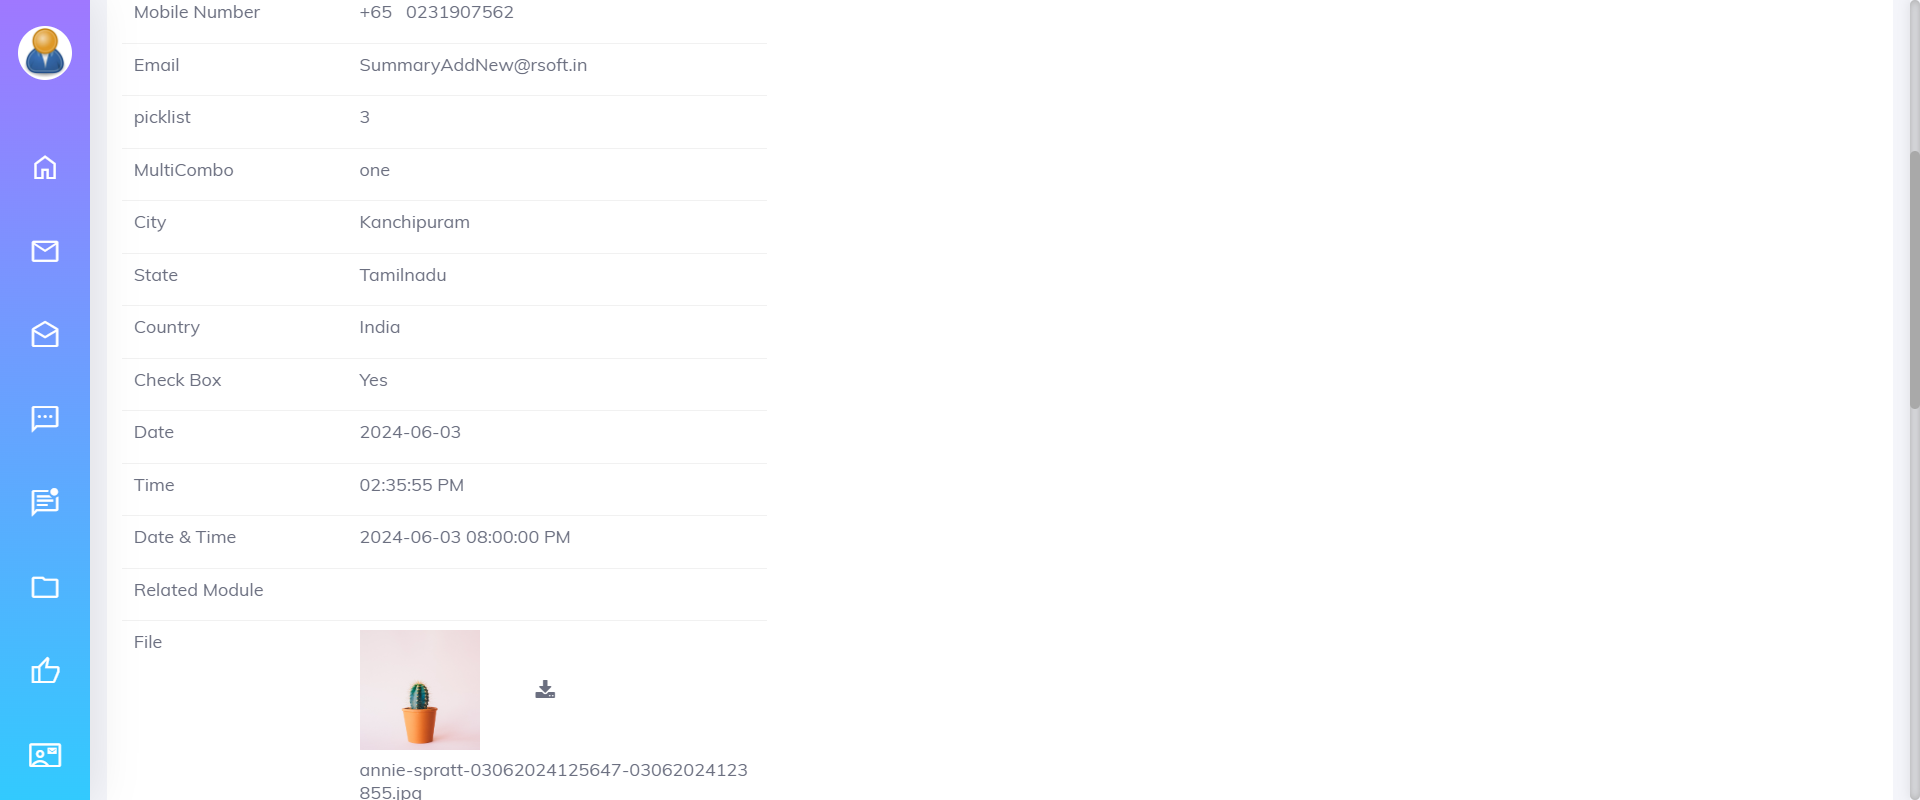 Mobile Number +65 0231907562
Email SummaryAddNew@rsoft.in
picklist 3
MultiCombo one
City Kanchipuram
State Tamilnadu
Country India
Check Box Yes
Date 2024-06-03
Time 02:35:55 PM
Date & Time 2024-06-03 08:00:00 PM
Related Module
File
annie-spratt-03062024125647-03062024123
855.jpg